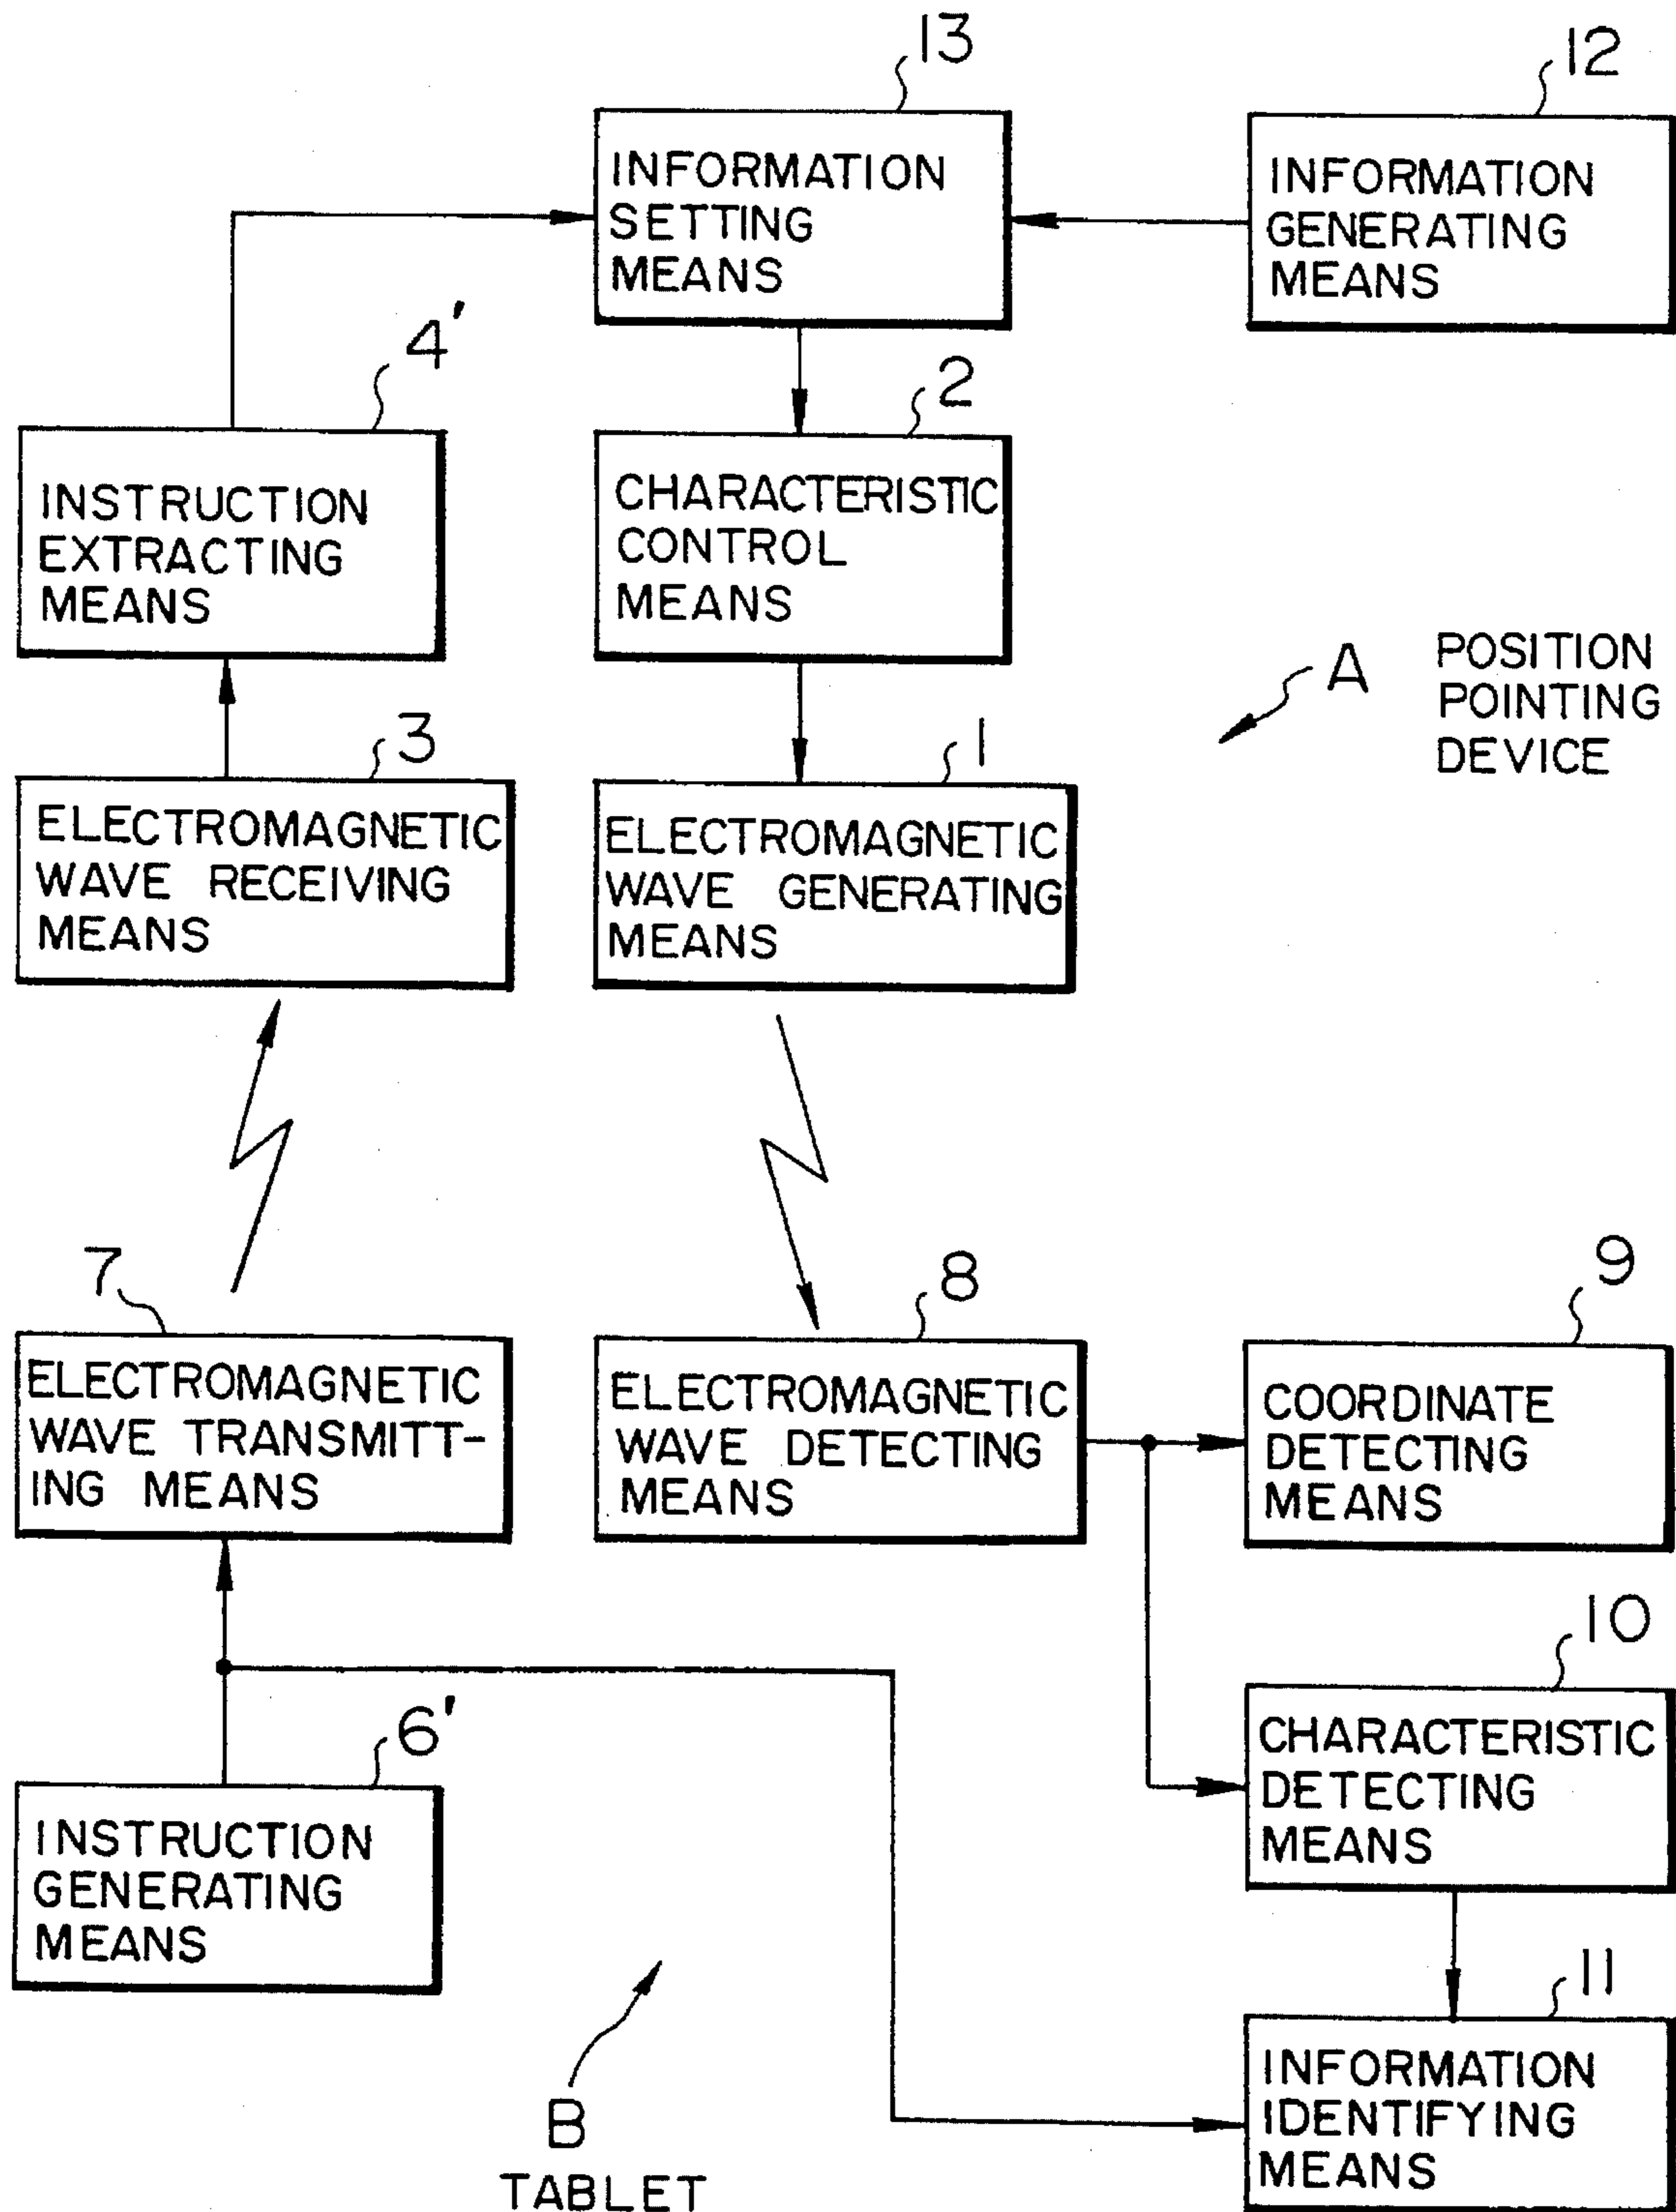 13
12
INFORMATION
SETTING
MEANS
INFORMATION
GENERATING
MEANS
4'
2
INSTRUCTION
EXTRACTING
MEANS
CHARACTERISTIC
CONTROL
MEANS
A
POSITION
POINTING
DEVICE
3
1
ELECTROMAGNETIC
WAVE RECEIVING
MEANS
ELECTROMAGNETIC
WAVE GENERATING
MEANS
7
8
9
ELECTROMAGNETIC
WAVE TRANSMITT-
ING MEANS
ELECTROMAGNETIC
WAVE DETECTING
MEANS
COORDINATE
DETECTING
MEANS
10
6'
CHARACTERISTIC
DETECTING
MEANS
INSTRUCTION
GENERATING
MEANS
11
INFORMATION
IDENTIFYING
MEANS
B
TABLET